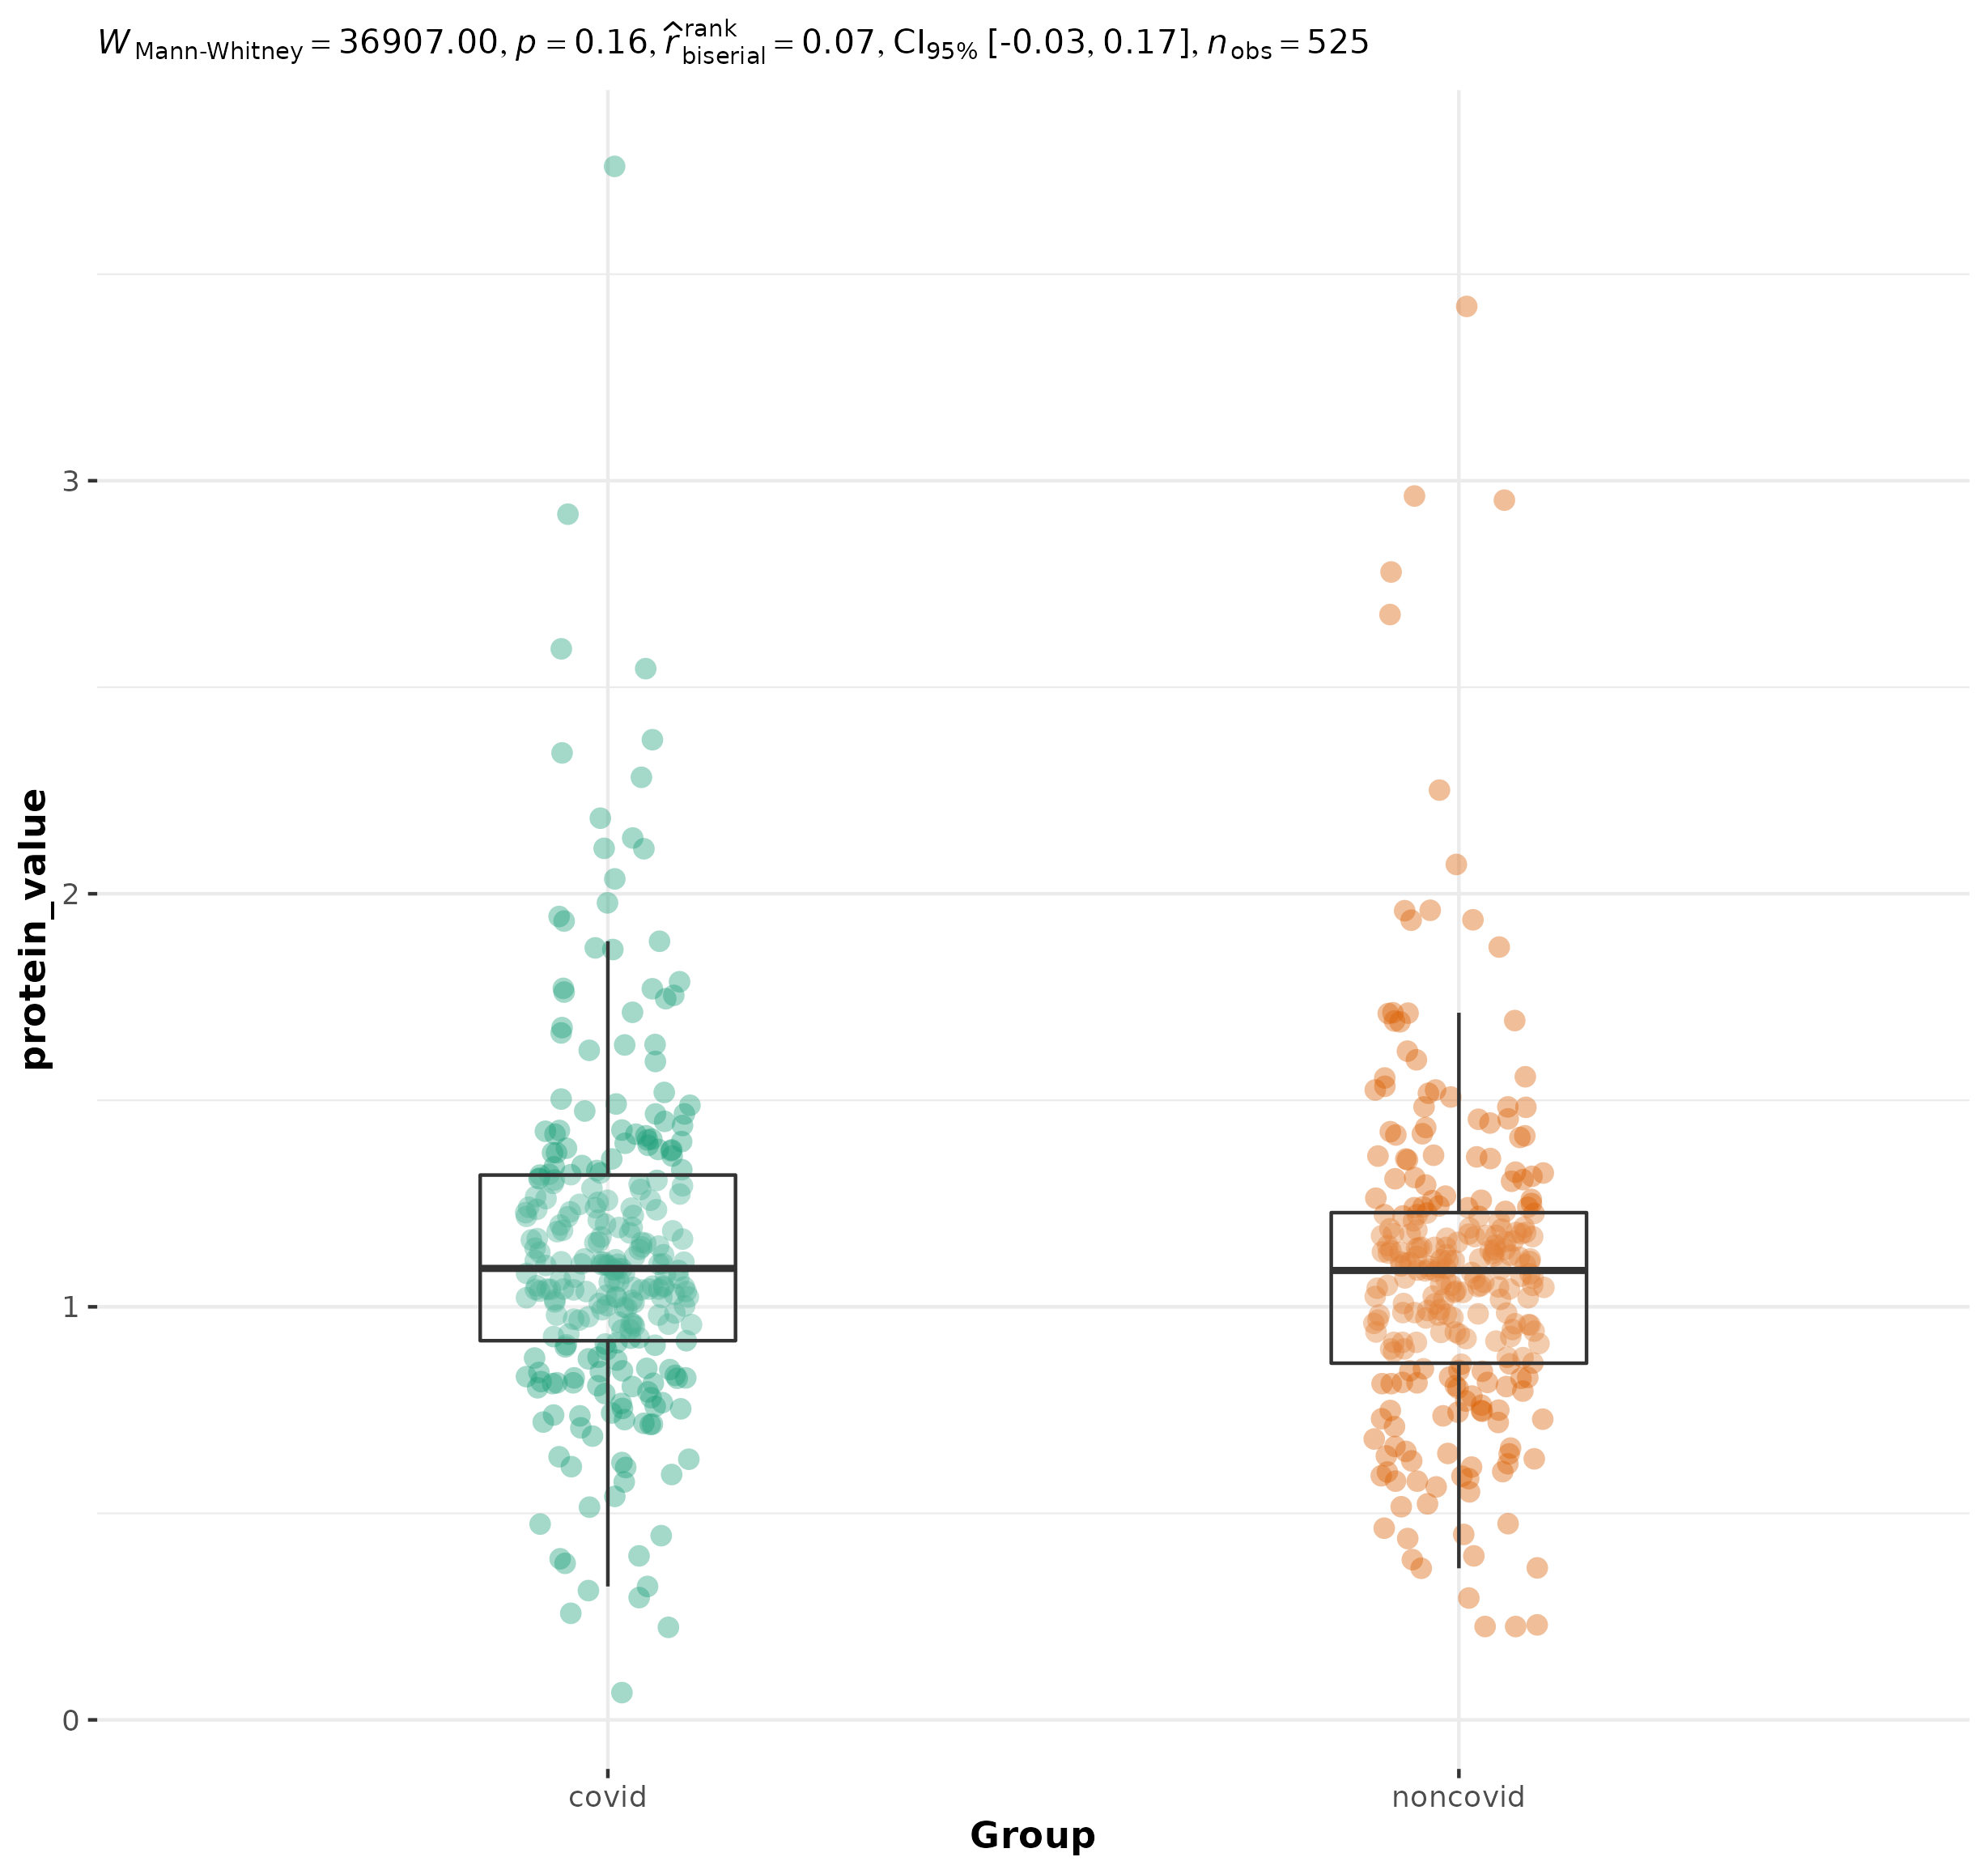 W Mann-Whitney = 36907.00, p = 0.16, r̂ rank biserial = 0.07, CI95% [-0.03, 0.17], nobs = 525
3
2
1
0
protein_value
covid noncovid
Group